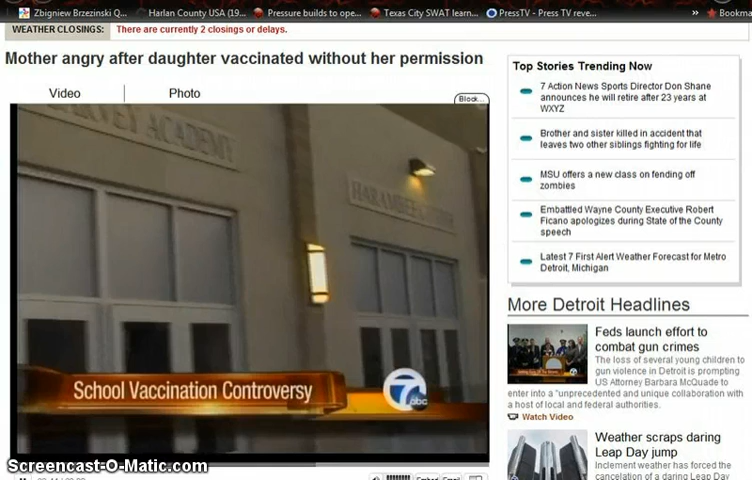 Zbigniew Brzezinski Q...
Harlan County USA (19...
Pressure builds to ope...
Texas City SWAT learn...
PressTV - Press TV reve...
»
Bookma
WEATHER CLOSINGS:
There are currently 2 closings or delays.
Mother angry after daughter vaccinated without her permission
Video
Photo
Block...
HARVEY ACADEMY
HARAMBEE
School Vaccination Controversy
7
abc
Screencast-O-Matic.com
Embed
Email
Top Stories Trending Now
7 Action News Sports Director Don Shane
announces he will retire after 23 years at
WXYZ
Brother and sister killed in accident that
leaves two other siblings fighting for life
MSU offers a new class on fending off
zombies
Embattled Wayne County Executive Robert
Ficano apologizes during State of the County
speech
Latest 7 First Alert Weather Forecast for Metro
Detroit, Michigan
More Detroit Headlines
Feds launch effort to
combat gun crimes
The loss of several young children to
gun violence in Detroit is prompting
US Attorney Barbara McQuade to
enter into a "unprecedented and unique collaboration with
a host of local and federal authorities.
Watch Video
Weather scraps daring
Leap Day jump
Inclement weather has forced the
cancelation of a daring Leap Day